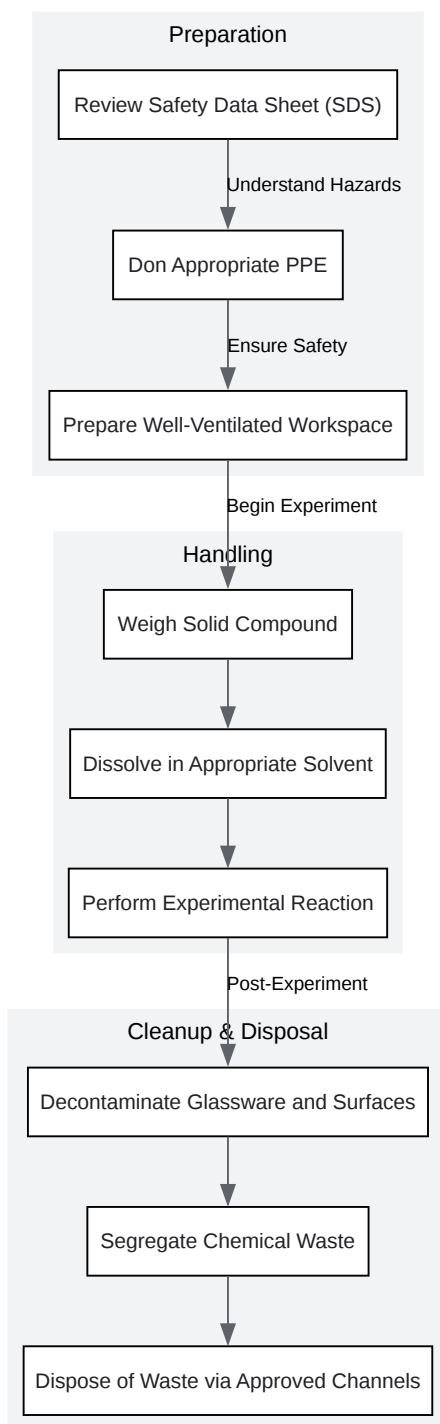 Preparation
Review Safety Data Sheet (SDS)
Understand Hazards
Don Appropriate PPE
Ensure Safety
Prepare Well-Ventilated Workspace
Begin Experiment
Handling
Weigh Solid Compound
Dissolve in Appropriate Solvent
Perform Experimental Reaction
Post-Experiment
Cleanup & Disposal
Decontaminate Glassware and Surfaces
Segregate Chemical Waste
Dispose of Waste via Approved Channels